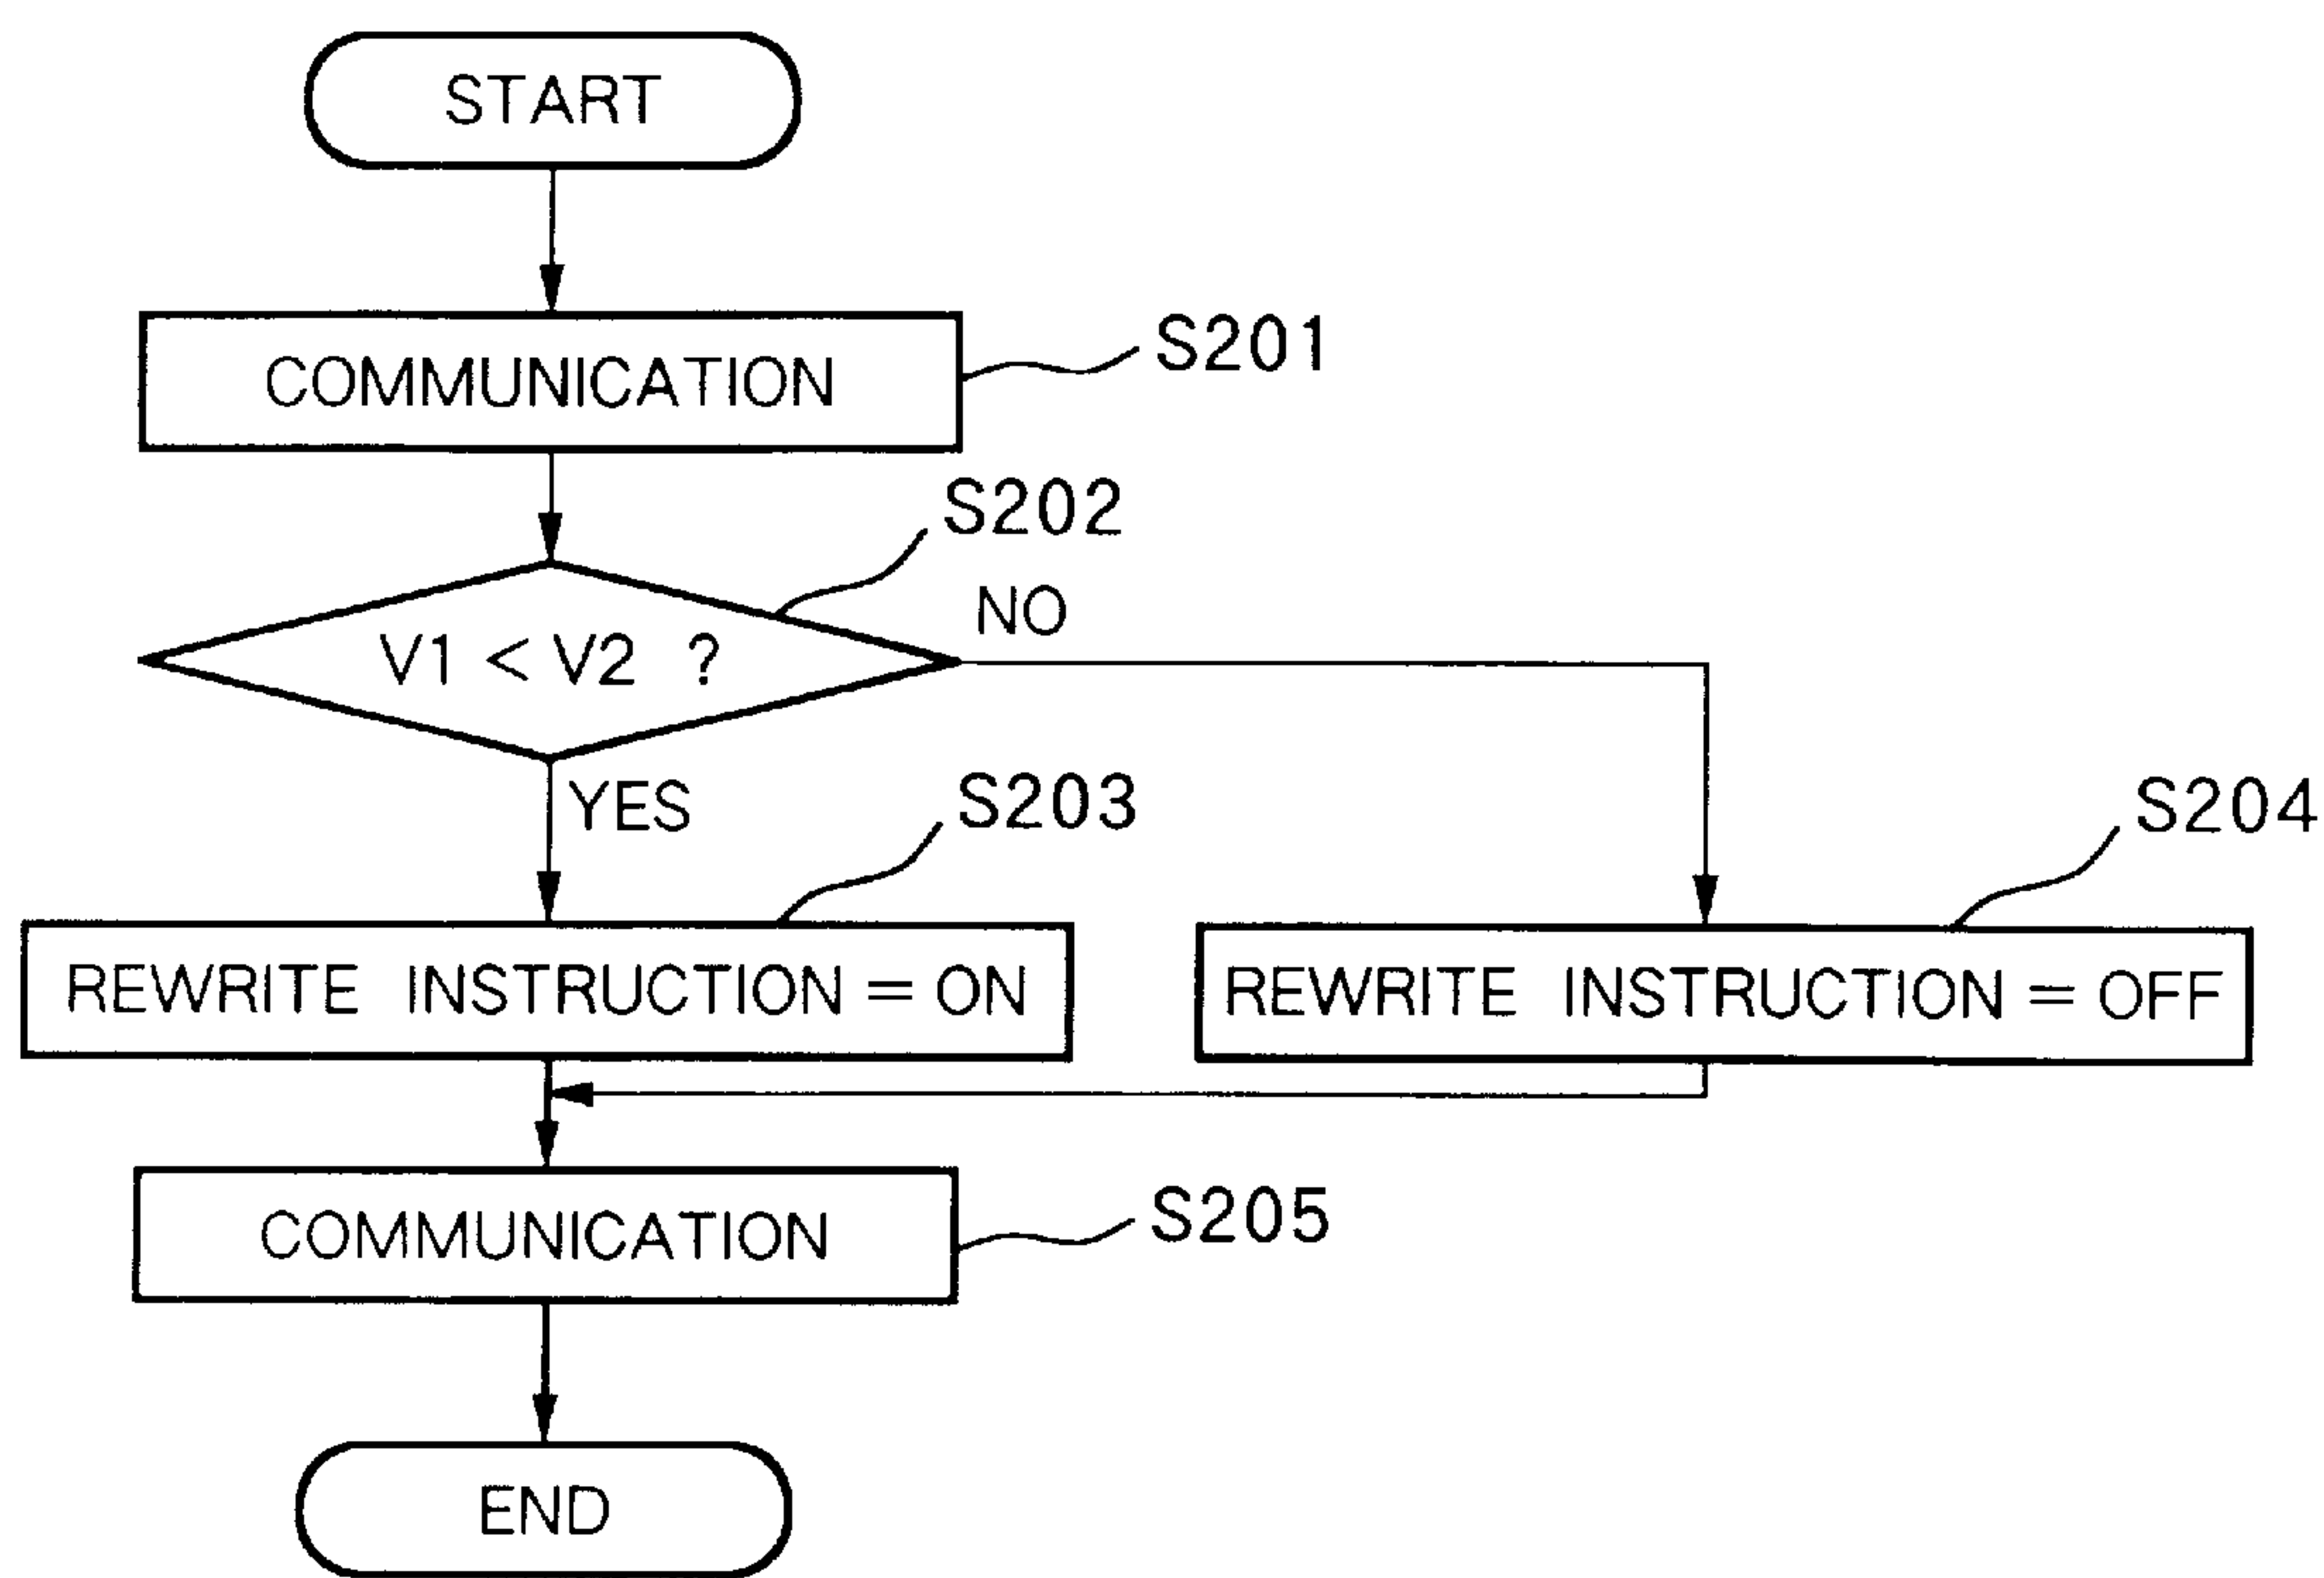 START
COMMUNICATION
S201
S202
V1 < V2 ?
NO
YES
S203
S204
REWRITE INSTRUCTION = ON
REWRITE INSTRUCTION = OFF
COMMUNICATION
S205
END